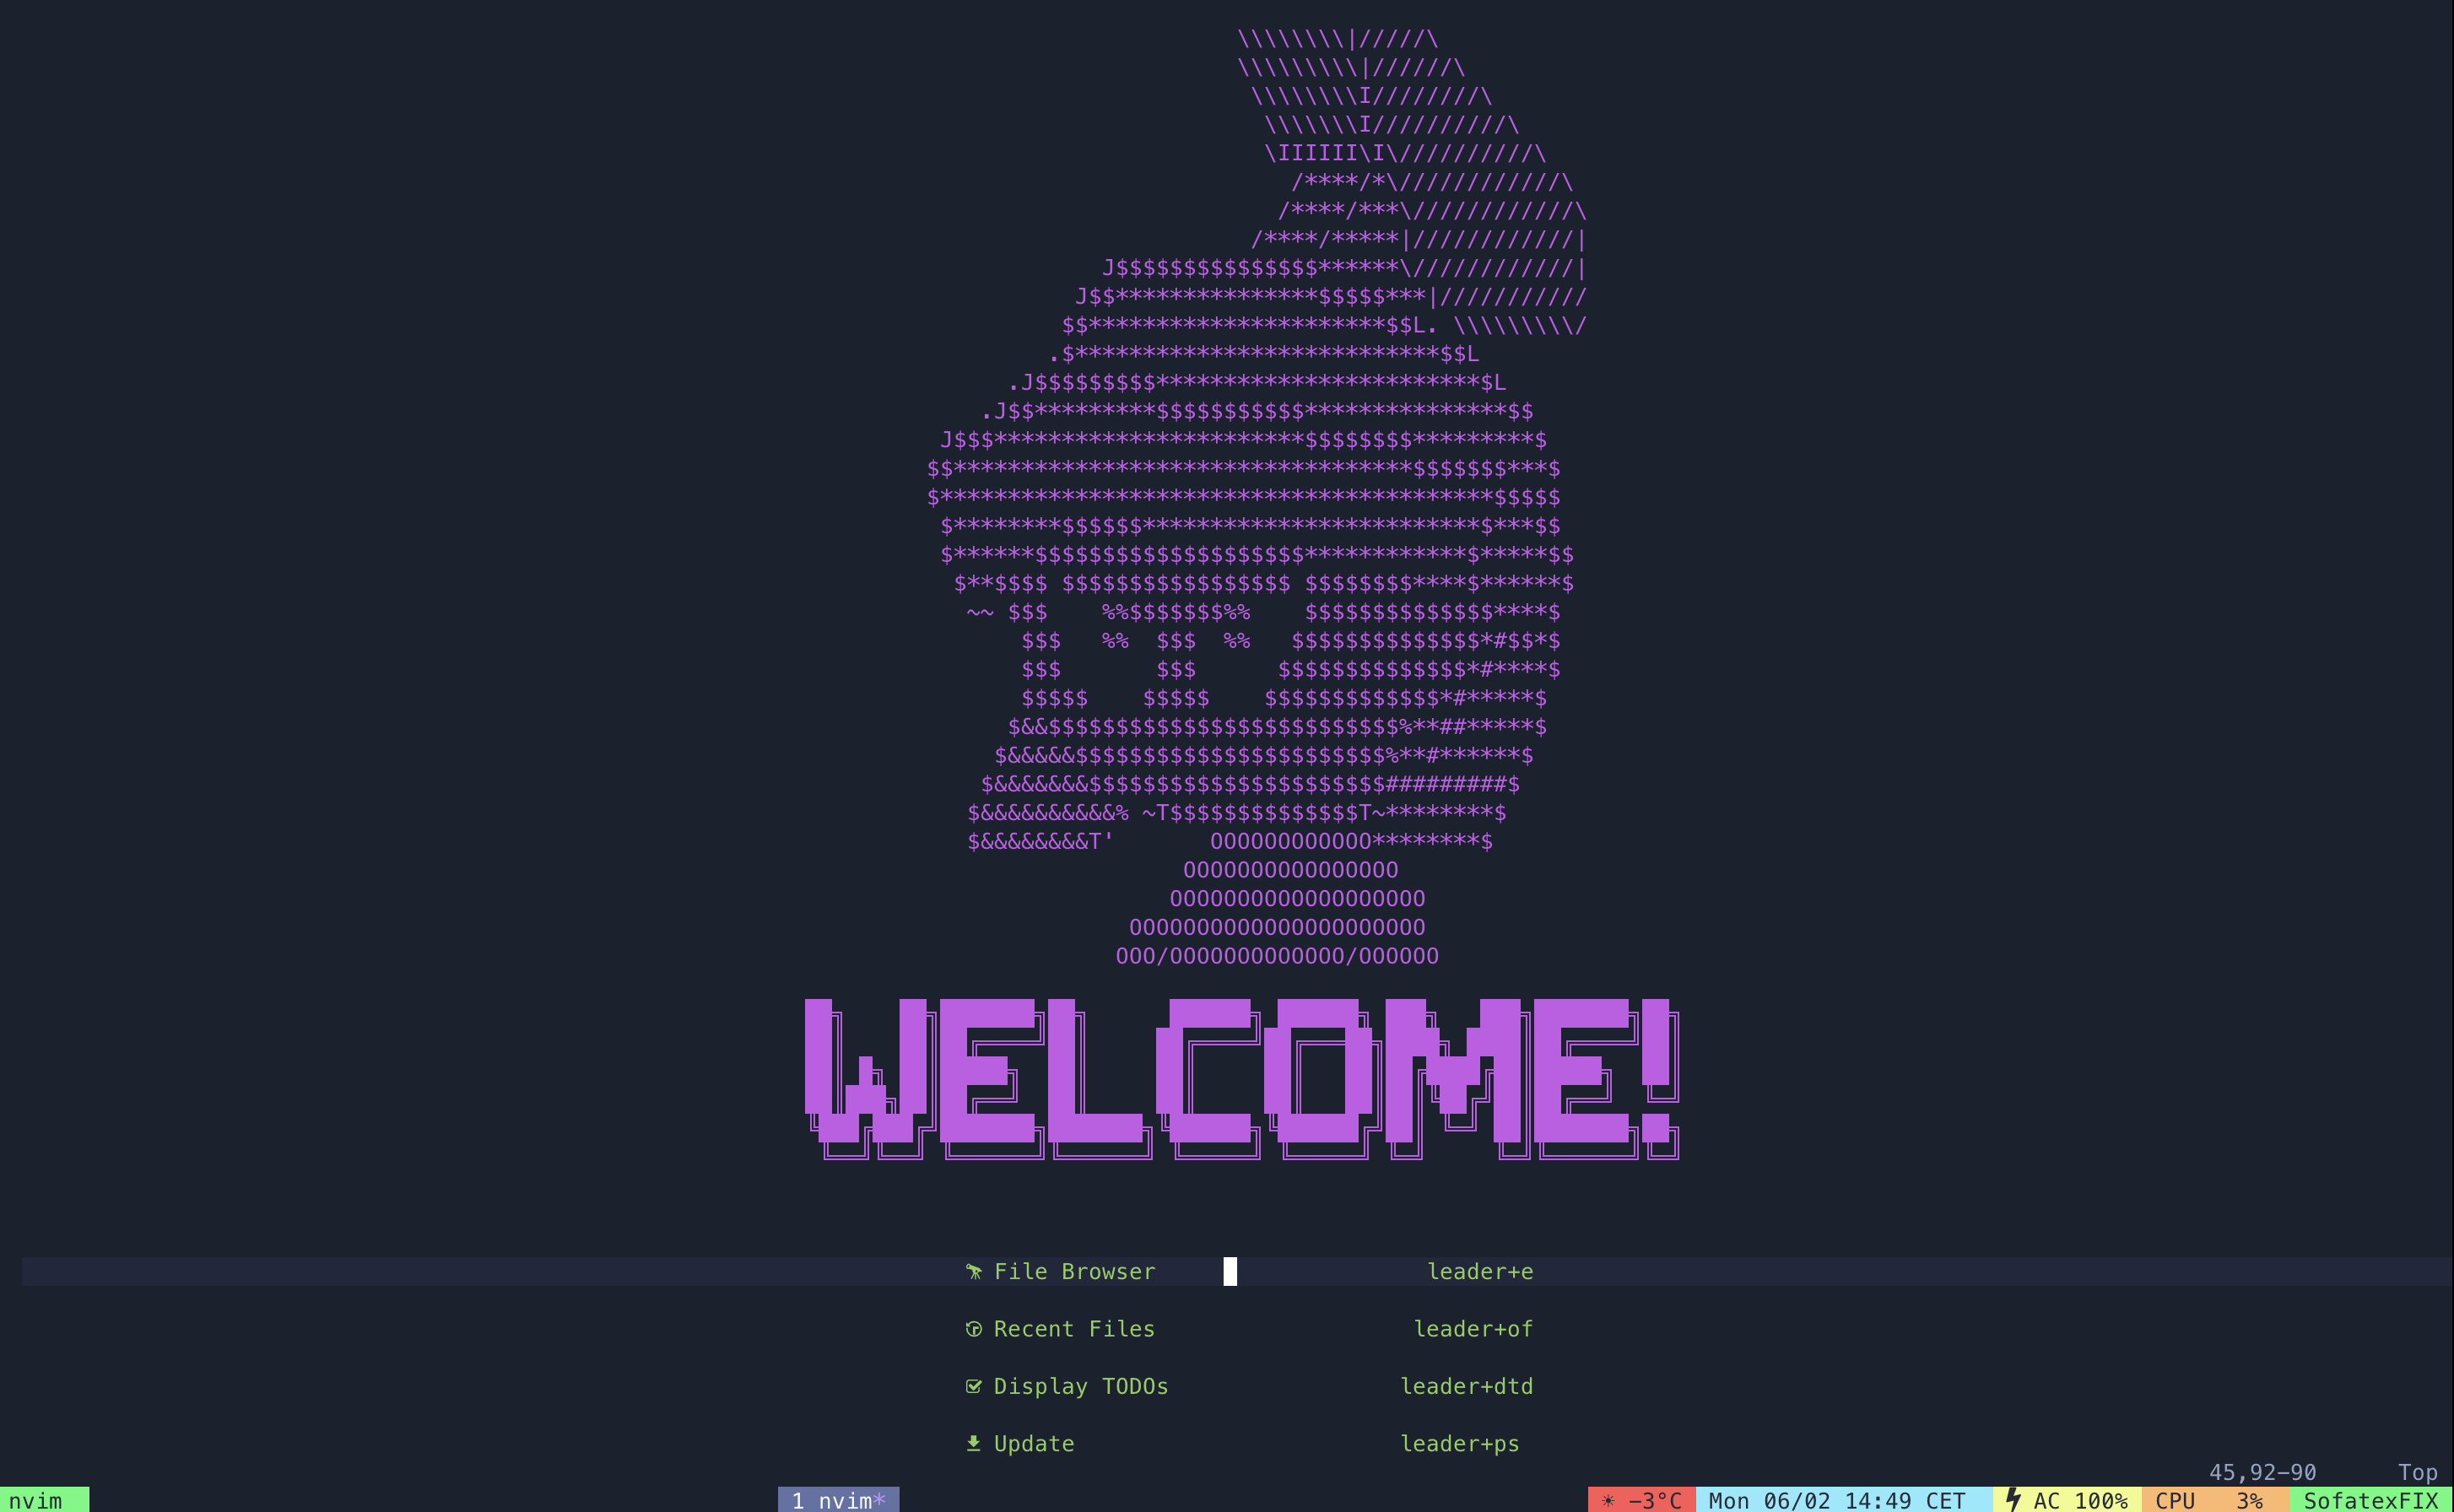 WELCOME!
File Browser leader+e
Recent Files leader+of
Display TODOs leader+dtd
Update leader+ps
45,92-90 Top
nvim 1 nvim* −3°C Mon 06/02 14:49 CET AC 100% CPU 3% SofatexFIX